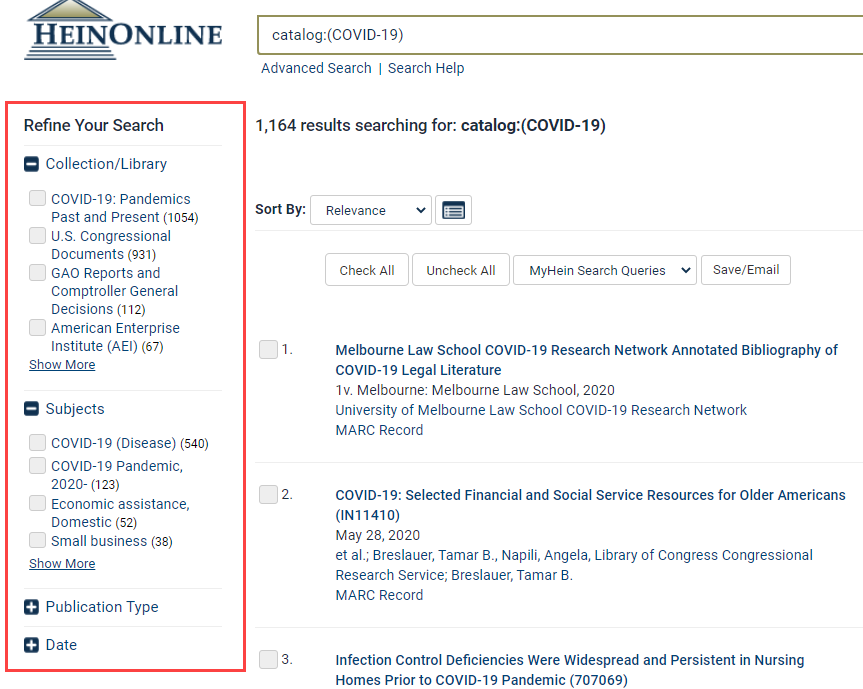 HEINONLINE
catalog:(COVID-19)
Advanced Search | Search Help
Refine Your Search
Collection/Library
COVID-19: Pandemics
Past and Present (1054)
U.S. Congressional
Documents (931)
GAO Reports and
Comptroller General
Decisions (112)
American Enterprise
Institute (AEI) (67)
Show More
Subjects
COVID-19 (Disease) (540)
COVID-19 Pandemic,
2020- (123)
Economic assistance,
Domestic (52)
Small business (38)
Show More
Publication Type
Date
1,164 results searching for: catalog:(COVID-19)
Sort By: Relevance
Check All Uncheck All MyHein Search Queries Save/Email
1. Melbourne Law School COVID-19 Research Network Annotated Bibliography of
COVID-19 Legal Literature
1v. Melbourne: Melbourne Law School, 2020
University of Melbourne Law School COVID-19 Research Network
MARC Record
2. COVID-19: Selected Financial and Social Service Resources for Older Americans
(IN11410)
May 28, 2020
et al.; Breslauer, Tamar B., Napili, Angela, Library of Congress Congressional
Research Service; Breslauer, Tamar B.
MARC Record
3. Infection Control Deficiencies Were Widespread and Persistent in Nursing
Homes Prior to COVID-19 Pandemic (707069)